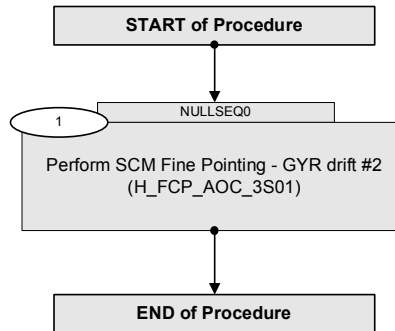 START of Procedure
NULLSEQ0
1
Perform SCM Fine Pointing - GYR drift #2
(H_FCP_AOC_3S01)
END of Procedure